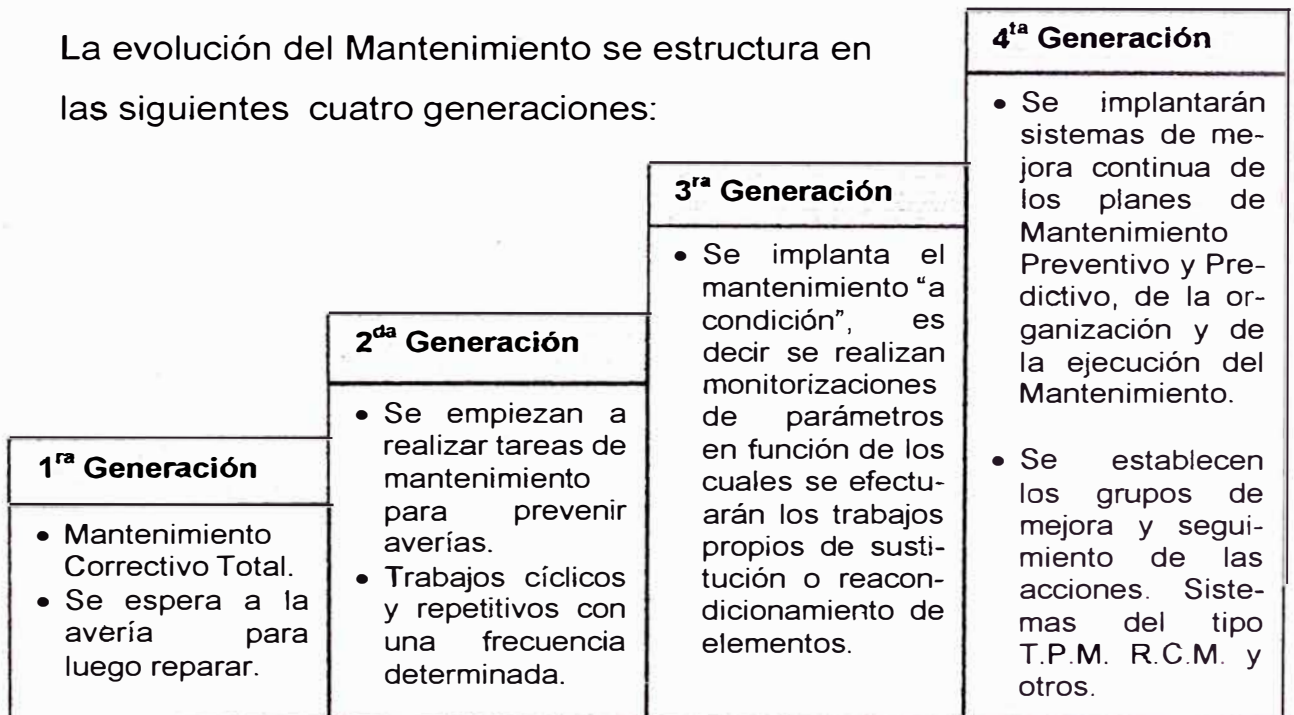 La evolución del Mantenimiento se estructura en
las siguientes cuatro generaciones:
1ra Generación
• Mantenimiento
Correctivo Total.
• Se espera a la
avería para
luego reparar.
2da Generación
• Se empiezan a
realizar tareas de
mantenimiento
para prevenir
averías.
• Trabajos cíclicos
y repetitivos con
una frecuencia
determinada.
3ra Generación
• Se implanta el
mantenimiento “a
condición”, es
decir se realizan
monitorizaciones
de parámetros
en función de los
cuales se efectu-
arán los trabajos
propios de susti-
tución o reacon-
dicionamiento de
elementos.
4ta Generación
• Se implantarán
sistemas de me-
jora continua de
los planes de
Mantenimiento
Preventivo y Pre-
dictivo, de la or-
ganización y de
la ejecución del
Mantenimiento.
• Se establecen
los grupos de
mejora y segui-
miento de las
acciones. Siste-
mas del tipo
T.P.M. R.C.M. y
otros.